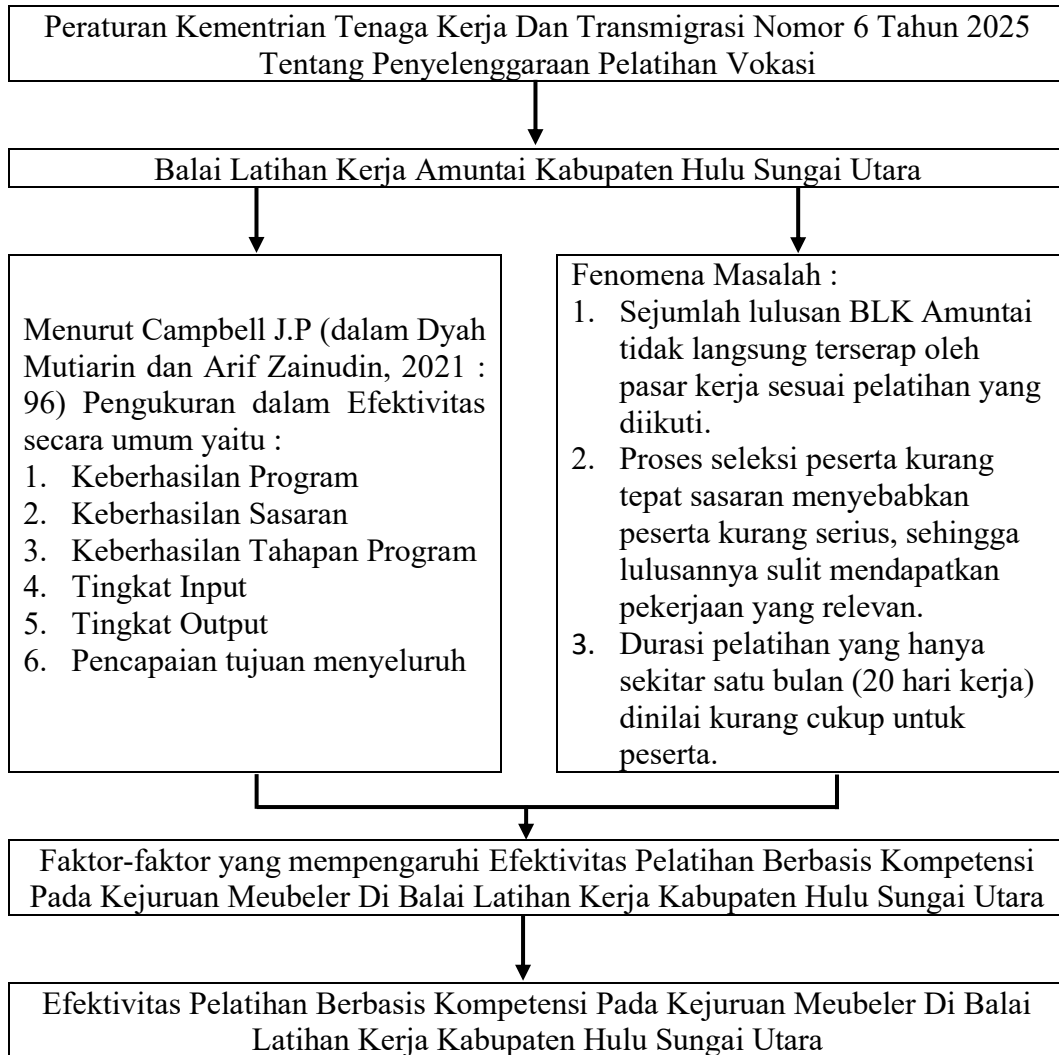 Peraturan Kementrian Tenaga Kerja Dan Transmigrasi Nomor 6 Tahun 2025
Tentang Penyelenggaraan Pelatihan Vokasi
Balai Latihan Kerja Amuntai Kabupaten Hulu Sungai Utara
Menurut Campbell J.P (dalam Dyah
Mutiarin dan Arif Zainudin, 2021 :
96) Pengukuran dalam Efektivitas
secara umum yaitu :
1. Keberhasilan Program
2. Keberhasilan Sasaran
3. Keberhasilan Tahapan Program
4. Tingkat Input
5. Tingkat Output
6. Pencapaian tujuan menyeluruh
Fenomena Masalah :
1. Sejumlah lulusan BLK Amuntai
tidak langsung terserap oleh
pasar kerja sesuai pelatihan yang
diikuti.
2. Proses seleksi peserta kurang
tepat sasaran menyebabkan
peserta kurang serius, sehingga
lulusannya sulit mendapatkan
pekerjaan yang relevan.
3. Durasi pelatihan yang hanya
sekitar satu bulan (20 hari kerja)
dinilai kurang cukup untuk
peserta.
Faktor-faktor yang mempengaruhi Efektivitas Pelatihan Berbasis Kompetensi
Pada Kejuruan Meubeler Di Balai Latihan Kerja Kabupaten Hulu Sungai Utara
Efektivitas Pelatihan Berbasis Kompetensi Pada Kejuruan Meubeler Di Balai
Latihan Kerja Kabupaten Hulu Sungai Utara